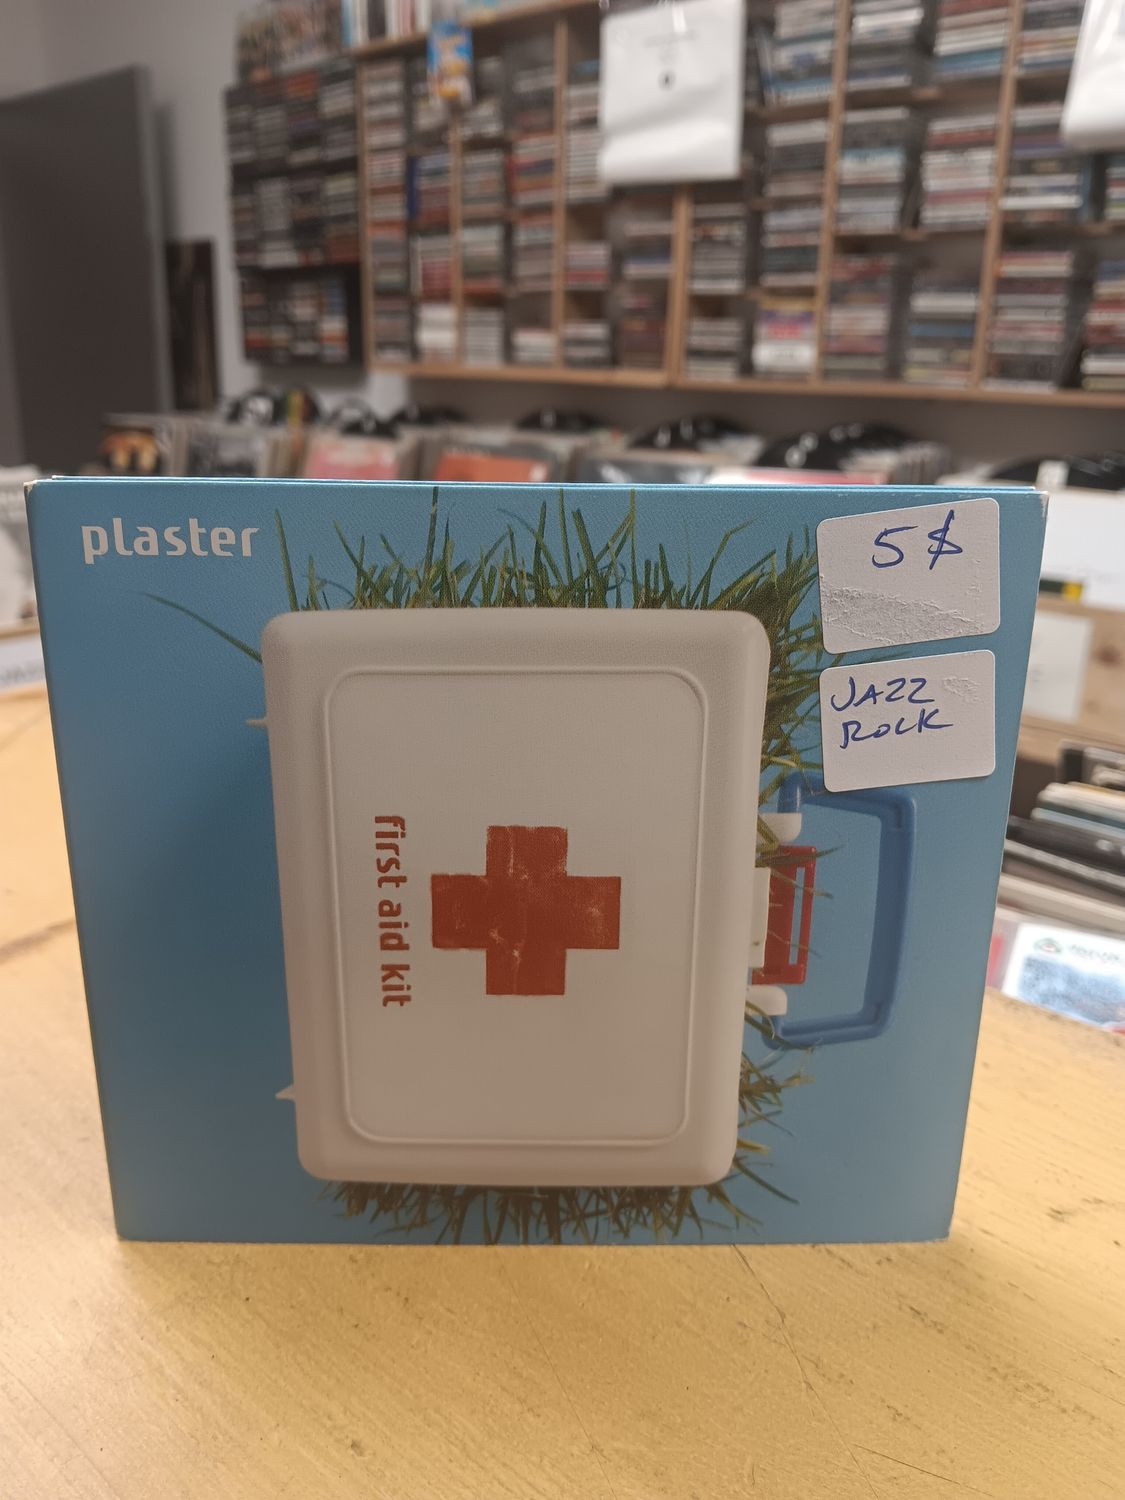 plaster
5$
JAZZ
ROCK
first aid kit